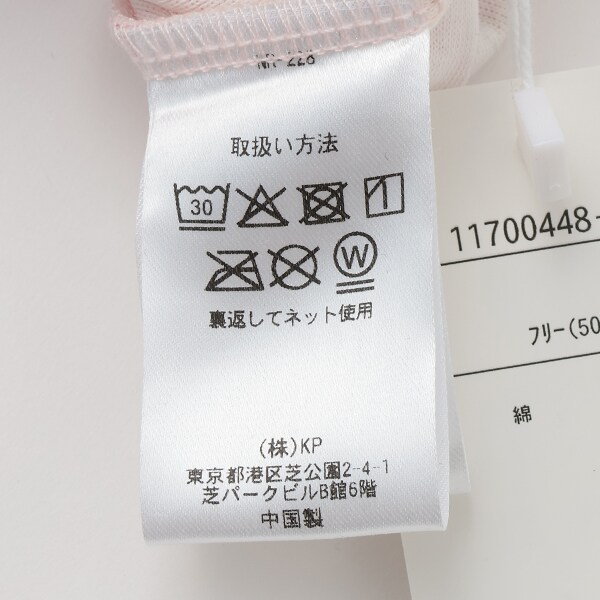 取扱い方法
30
W
裏返してネット使用
(株)KP
東京都港区芝公園2-4-1
芝パークビルB館6階
中国製
11700448-
フリー(50
綿